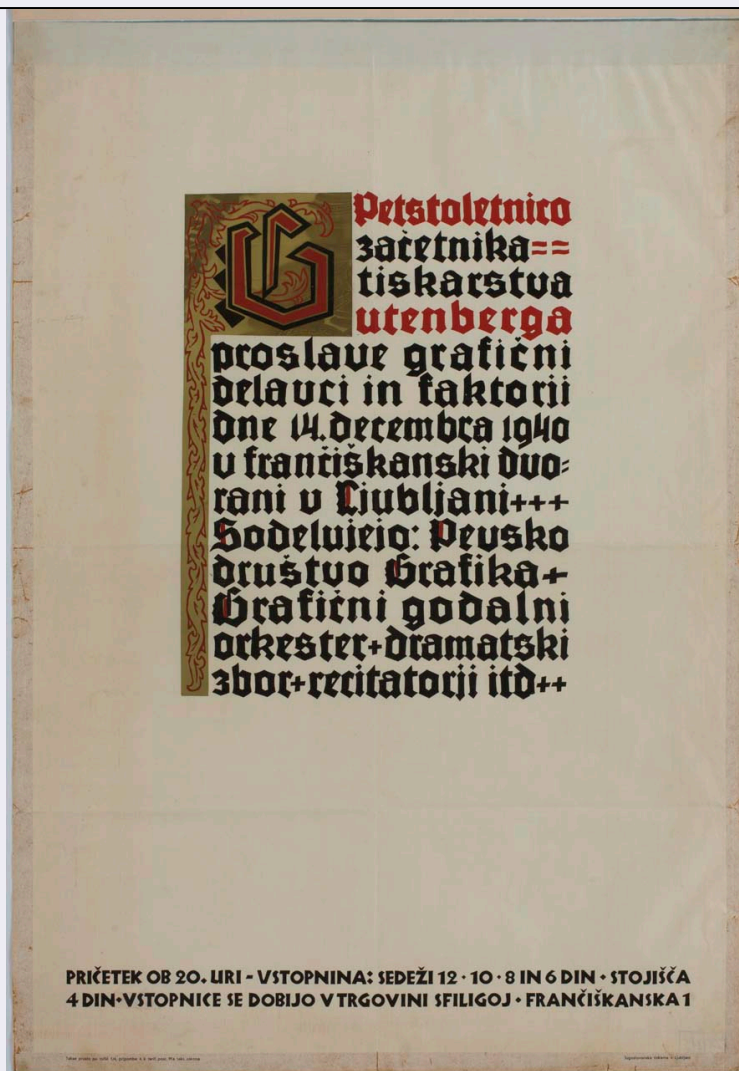 Petstoletnico
začetnika==
tiskarstva
Gutenberga
proslave grafični
delavci in faktorji
dne 14. decembra 1940
v frančiškanski dvo=
rani v Ljubljani+++
Sodelujejo: Pevsko
društvo Grafika+
Grafični godalni
orkester+dramatski
zbor+recitatorji itd++
PRIČETEK OB 20. URI - VSTOPNINA: SEDEŽI 12 · 10 · 8 IN 6 DIN · STOJIŠČA
4 DIN · VSTOPNICE SE DOBIJO V TRGOVINI SFILIGOJ · FRANČIŠKANSKA 1